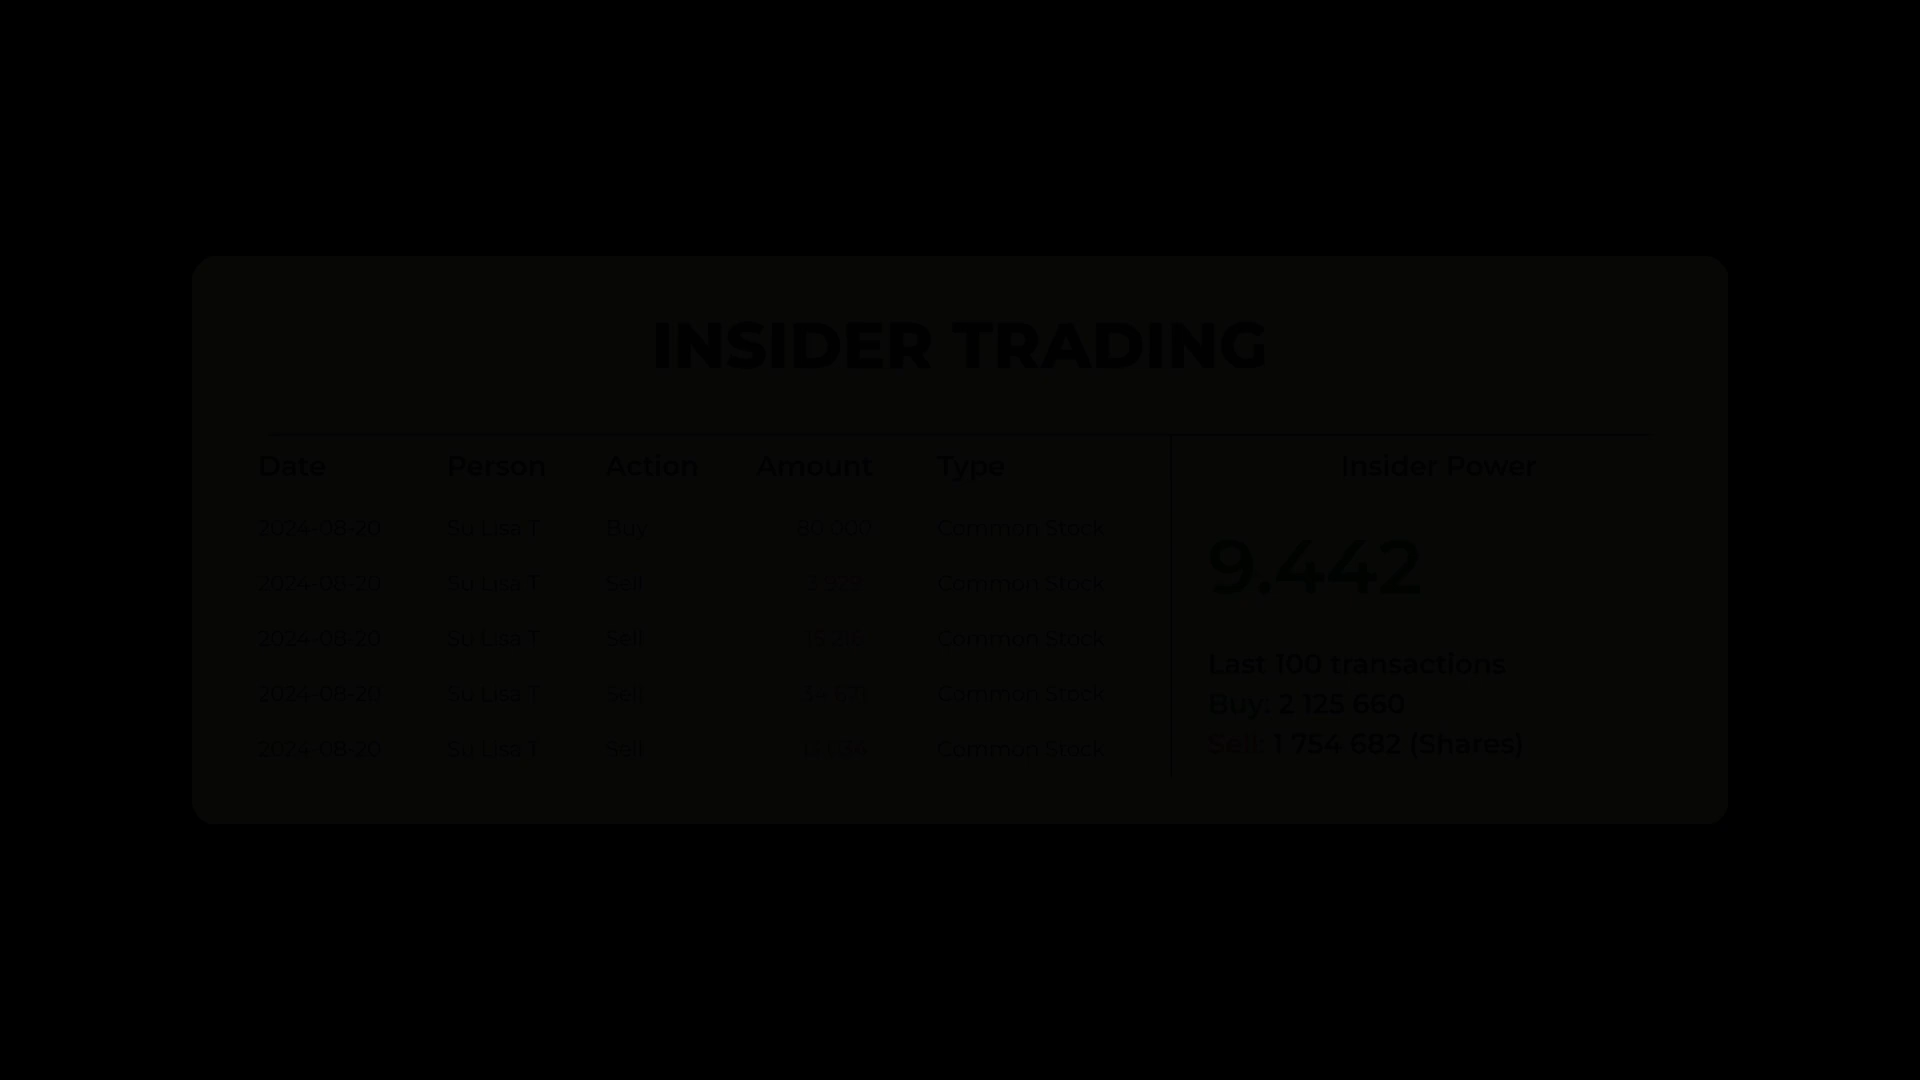 INSIDER TRADING
Date Person Action Amount Type
2024-08-20 Su Lisa T Buy 80 000 Common Stock
2024-08-20 Su Lisa T Sell Common Stock
2024-08-20 Su Lisa T Sell Common Stock
2024-08-20 Su Lisa T Sell Common Stock
2024-08-20 Su Lisa T Sell Common Stock
Insider Power
9.442
Last 100 transactions
Buy: 2 125 660
Sell: 1 754 682 (Shares)